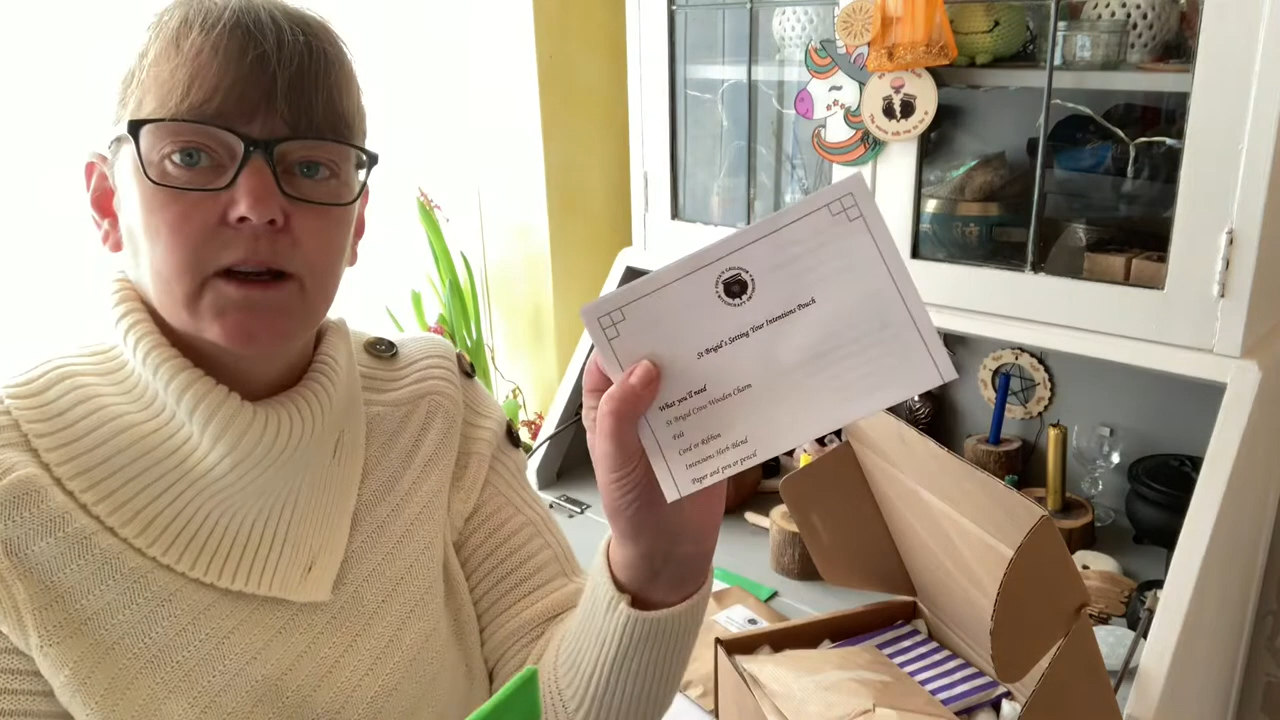 St Brigid's Setting Your Intentions Pouch
What you'll need
St Brigid Cross Wooden Charm
Felt
Cord or Ribbon
Intensions Herb Blend
Paper and pen or pencil